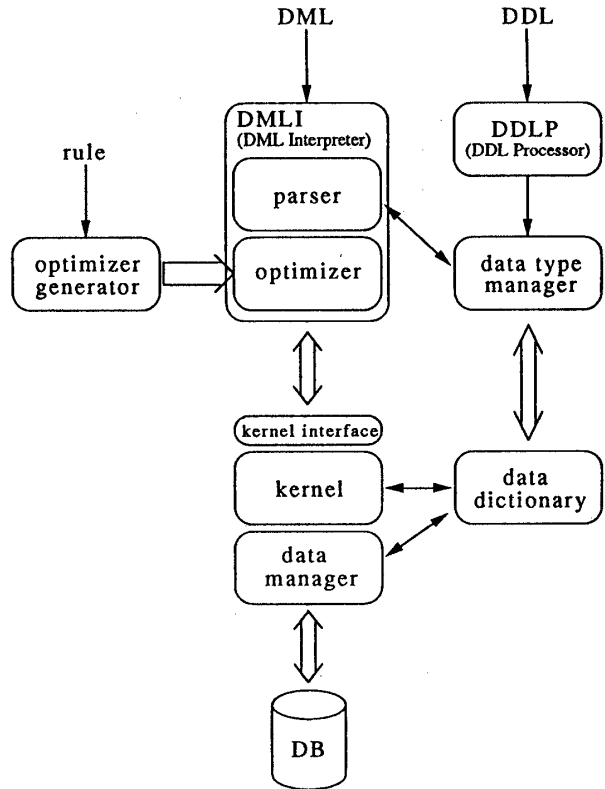 DML
DDL
DMLI
(DML Interpreter)
DDLP
(DDL Processor)
rule
parser
optimizer
generator
optimizer
data type
manager
kernel interface
kernel
data
dictionary
data
manager
DB